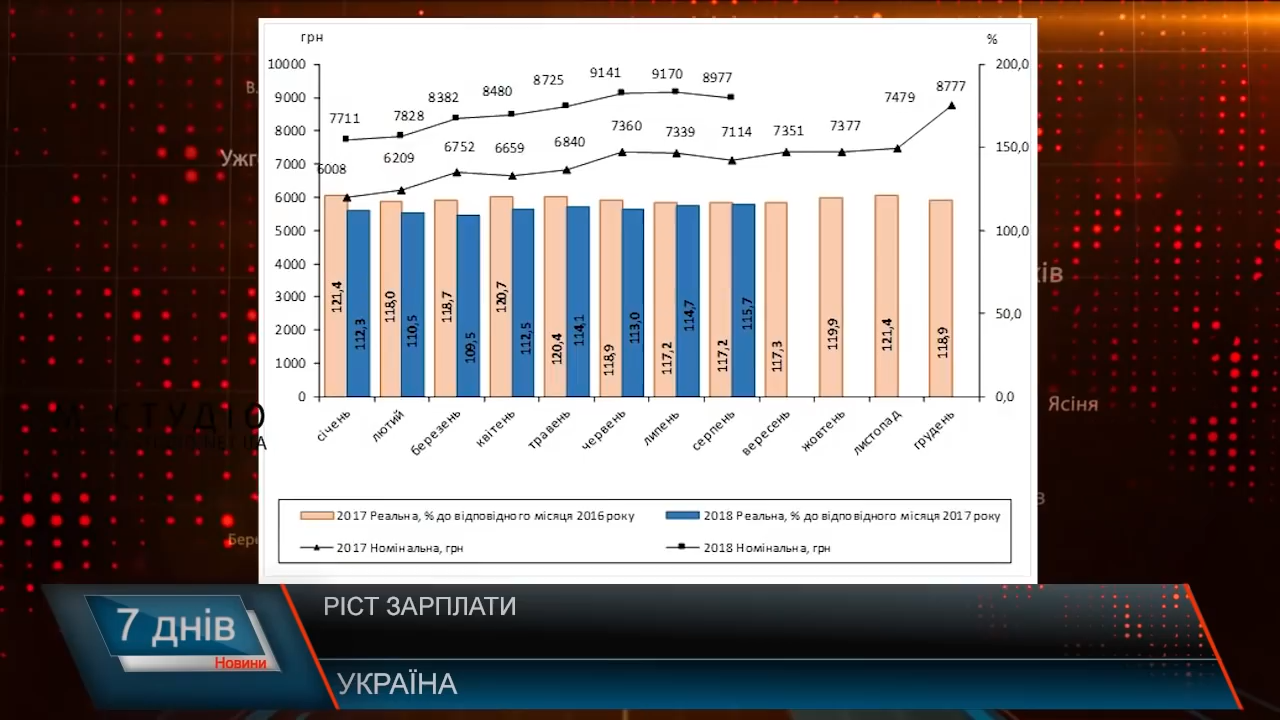 грн
%
10000
9000
8000
7000
6000
5000
4000
3000
2000
1000
0
200,0
150,0
100,0
50,0
0,0
7711
7828
8382
8480
8725
9141
9170
8977
6008
6209
6752
6659
6840
7360
7339
7114
7351
7377
7479
8777
121,4
112,3
118,0
110,5
118,7
109,5
120,7
112,5
120,4
114,1
118,9
113,0
117,2
114,7
117,2
115,7
117,3
119,9
121,4
118,9
січень
лютий
березень
квітень
травень
червень
липень
серпень
вересень
жовтень
листопад
грудень
2017 Реальна, % до відповідного місяця 2016 року
2018 Реальна, % до відповідного місяця 2017 року
2017 Номінальна, грн
2018 Номінальна, грн
Ясіня
М СТУДІО
7 днів
Новини
РІСТ ЗАРПЛАТИ
УКРАЇНА